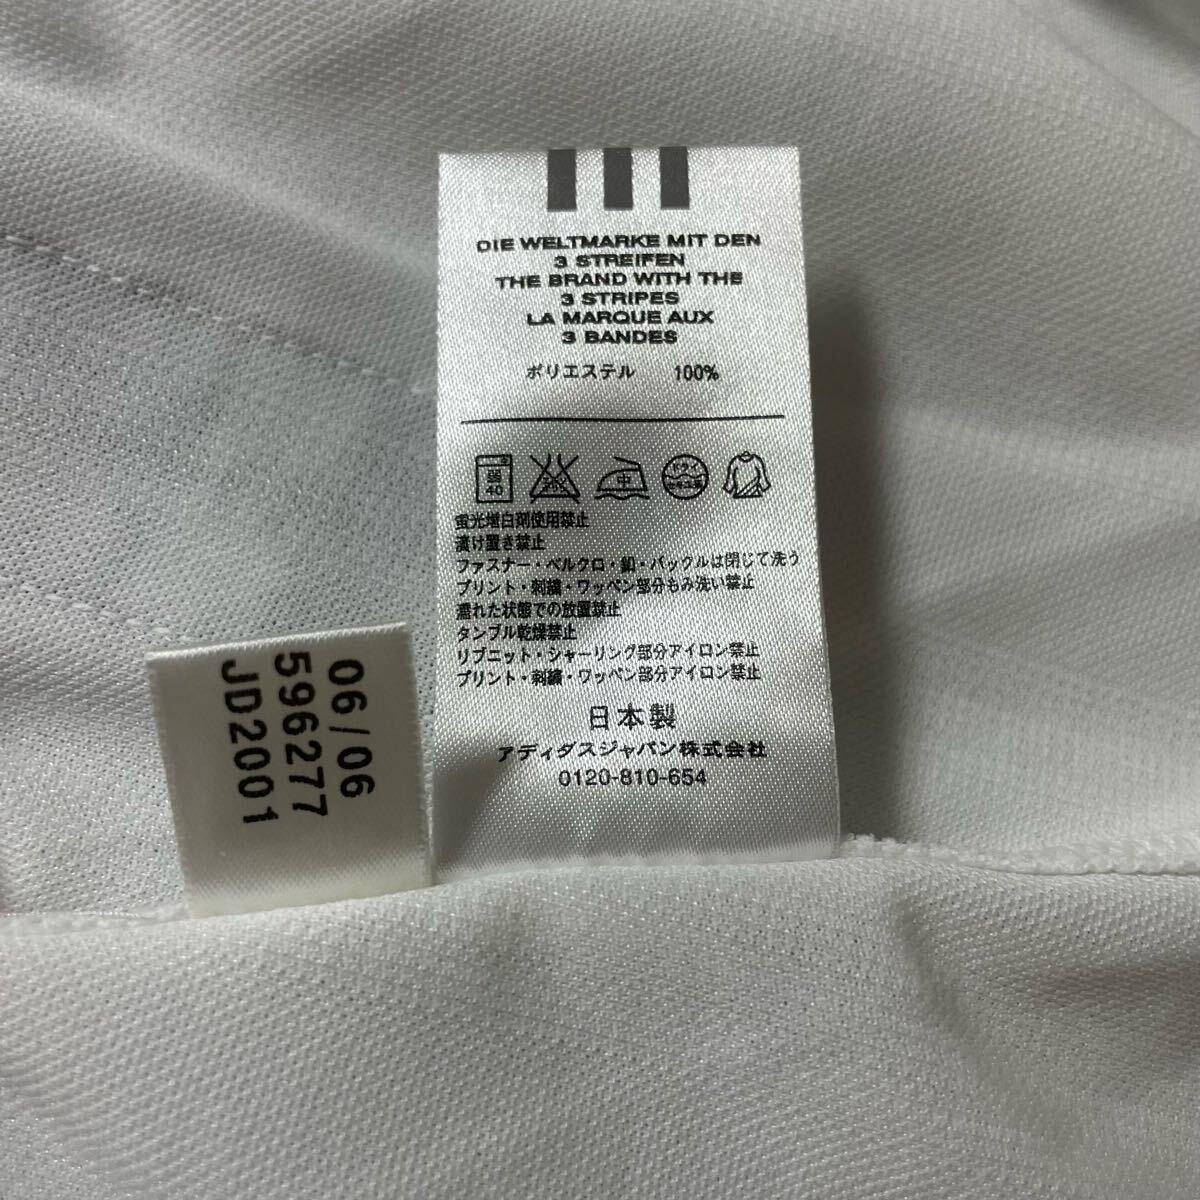 DIE WELTMARKE MIT DEN
3 STREIFEN
THE BRAND WITH THE
3 STRIPES
LA MARQUE AUX
3 BANDES
ポリエステル 100%
40
中
ドライ
蛍光増白剤使用禁止
漬け置き禁止
ファスナー・ベルクロ・釦・バックルは閉じて洗う
プリント・刺繍・ワッペン部分もみ洗い禁止
濡れた状態での放置禁止
タンブル乾燥禁止
リブニット・シャーリング部分アイロン禁止
プリント・刺繍・ワッペン部分アイロン禁止
日本製
アディダスジャパン株式会社
0120-810-654
06/06
596277
JD2001